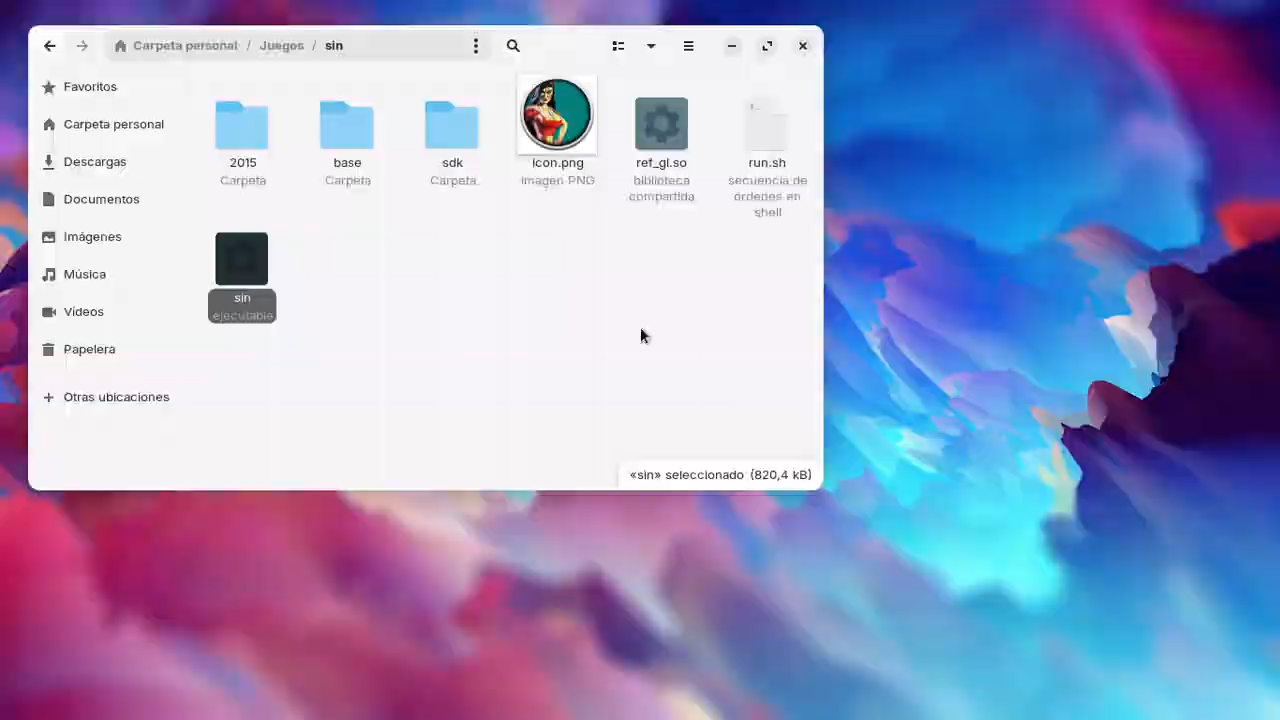 Carpeta personal / Juegos / sin
Favoritos
Carpeta personal
Descargas
Documentos
Imágenes
Música
Vídeos
Papelera
Otras ubicaciones
2015
Carpeta
base
Carpeta
sdk
Carpeta
icon.png
imagen PNG
ref_gl.so
biblioteca
compartida
run.sh
secuencia de
órdenes en
shell
sin
ejecutable
«sin» seleccionado (820,4 kB)